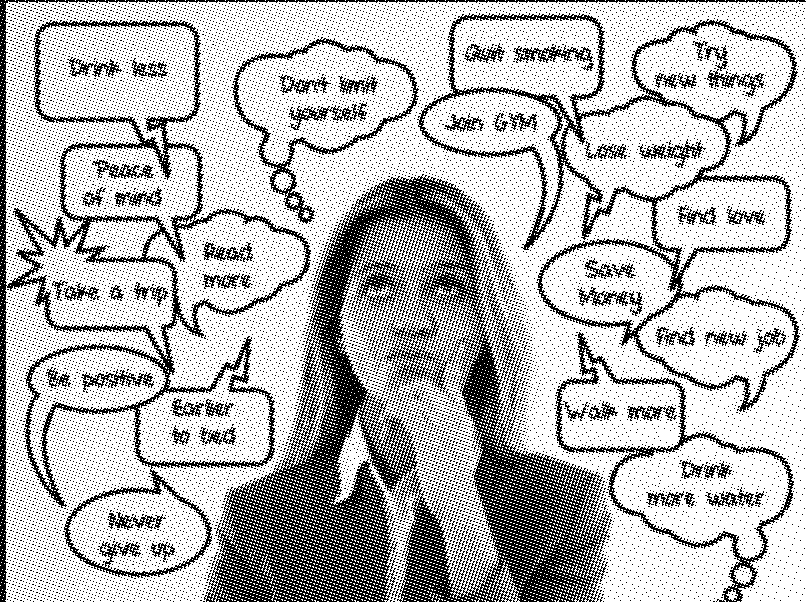 Drink less
Don't limit
yourself
Quit smoking
Try
new things
Join GYM
Lose weight
Peace
of mind
Find love
Read
more
Save
Money
Take a trip
Find new job
Be positive
Earlier
to bed
Walk more
Drink
more water
Never
give up